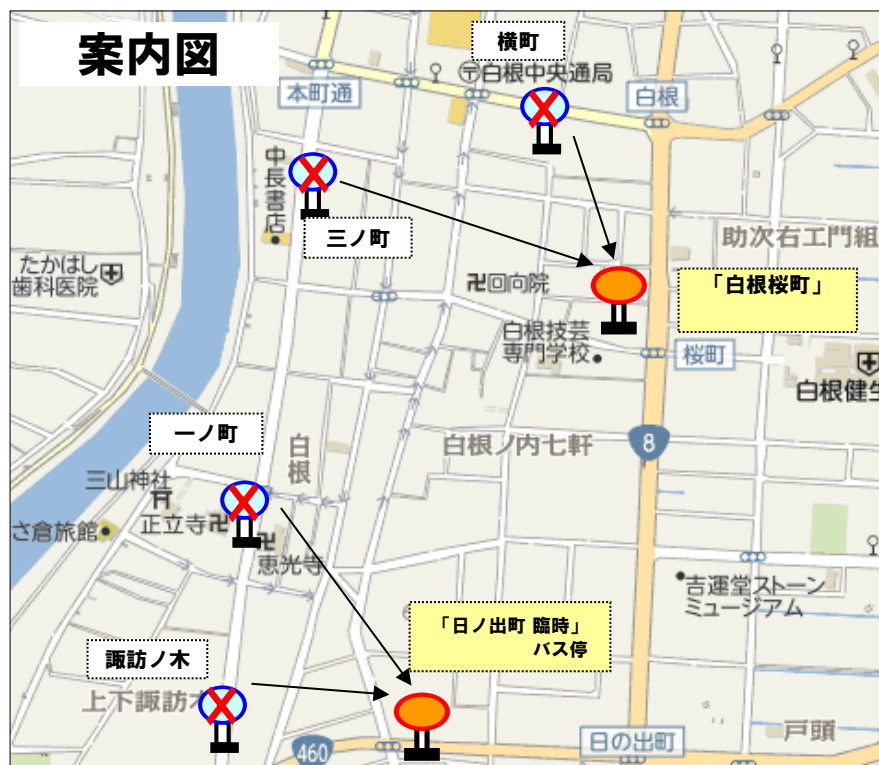 案内図
横町
〒白根中央通局
本町通
白根
中長書店
三ノ町
助次右エ門組
たかはし
歯科医院
卍回向院
「白根桜町」
白根技芸
専門学校
桜町
白根健生
一ノ町
白根
白根ノ内七軒
8
三山神社
正立寺卍
さ倉旅館
卍
恵光寺
吉運堂ストーン
ミュージアム
「日ノ出町 臨時」
バス停
諏訪ノ木
上下諏訪木
460
日の出町
戸頭